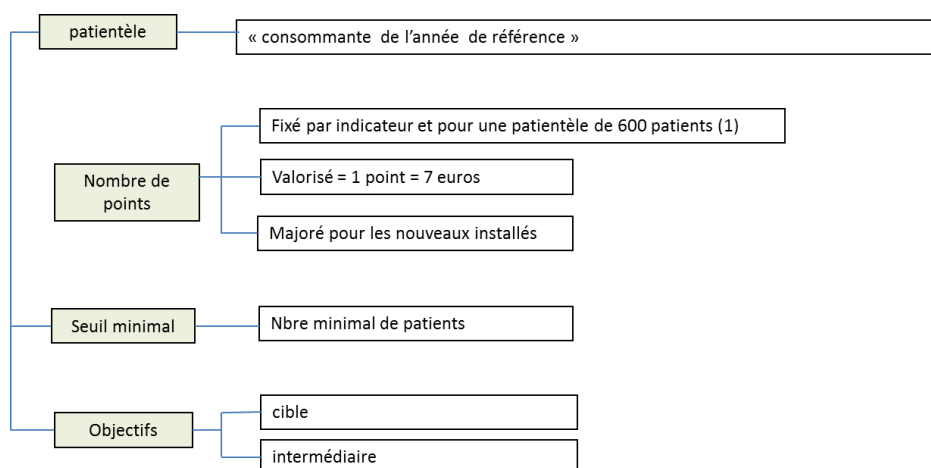 patientèle
« consommante de l’année de référence »
Fixé par indicateur et pour une patientèle de 600 patients (1)
Nombre de
points
Valorisé = 1 point = 7 euros
Majoré pour les nouveaux installés
Seuil minimal
Nbre minimal de patients
Objectifs
cible
intermédiaire